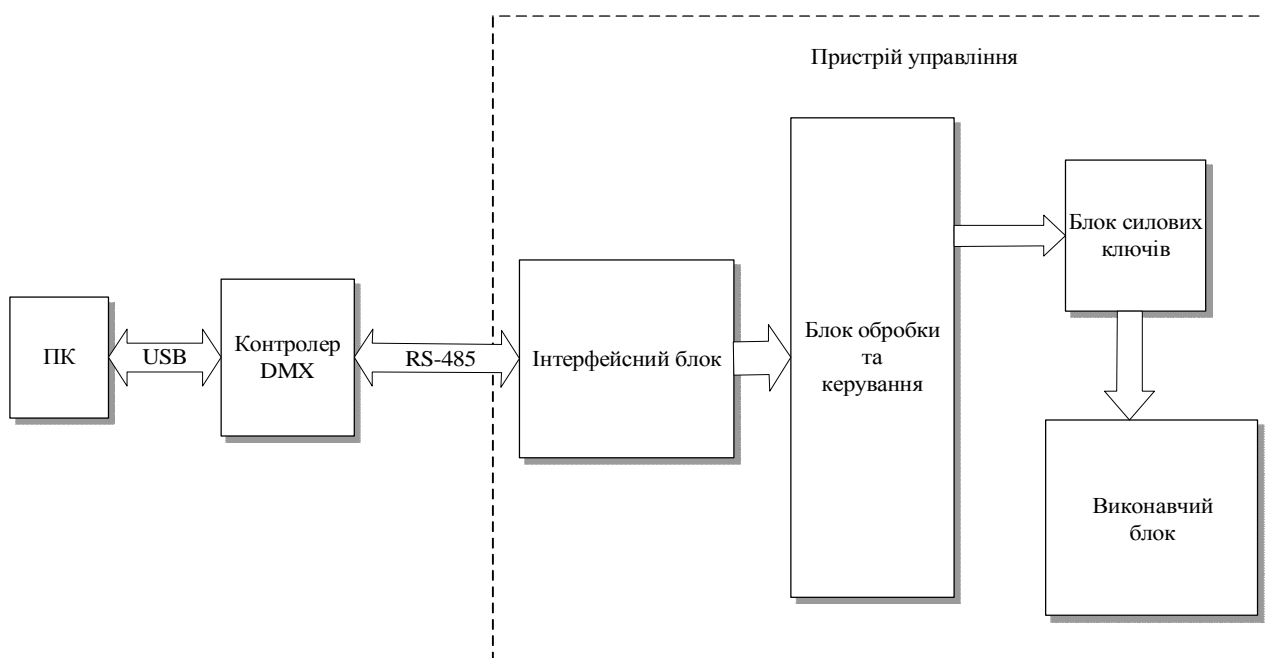 Пристрій управління
Блок силових
ключів
ПК
USB
Контролер
DMX
RS-485
Інтерфейсний блок
Блок обробки
та
керування
Виконавчий
блок